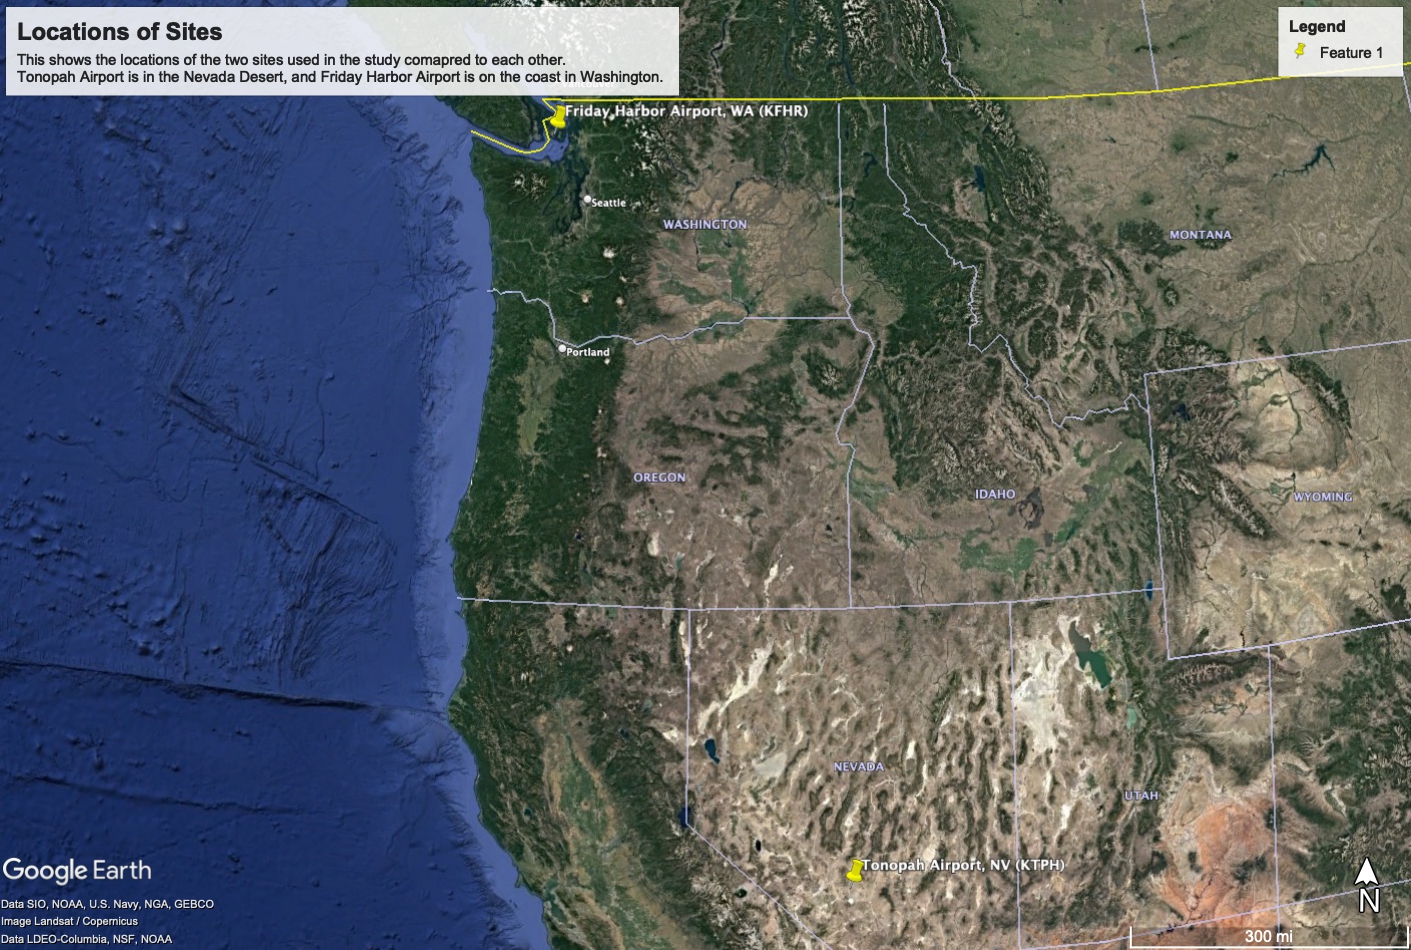 Locations of Sites
This shows the locations of the two sites used in the study comapred to each other.
Tonopah Airport is in the Nevada Desert, and Friday Harbor Airport is on the coast in Washington.
Legend
Feature 1
Vancouver
Friday Harbor Airport, WA (KFHR)
Seattle
WASHINGTON
MONTANA
Portland
OREGON
IDAHO
WYOMING
NEVADA
UTAH
Tonopah Airport, NV (KTPH)
Google Earth
Data SIO, NOAA, U.S. Navy, NGA, GEBCO
Image Landsat / Copernicus
Data LDEO-Columbia, NSF, NOAA
N
300 mi